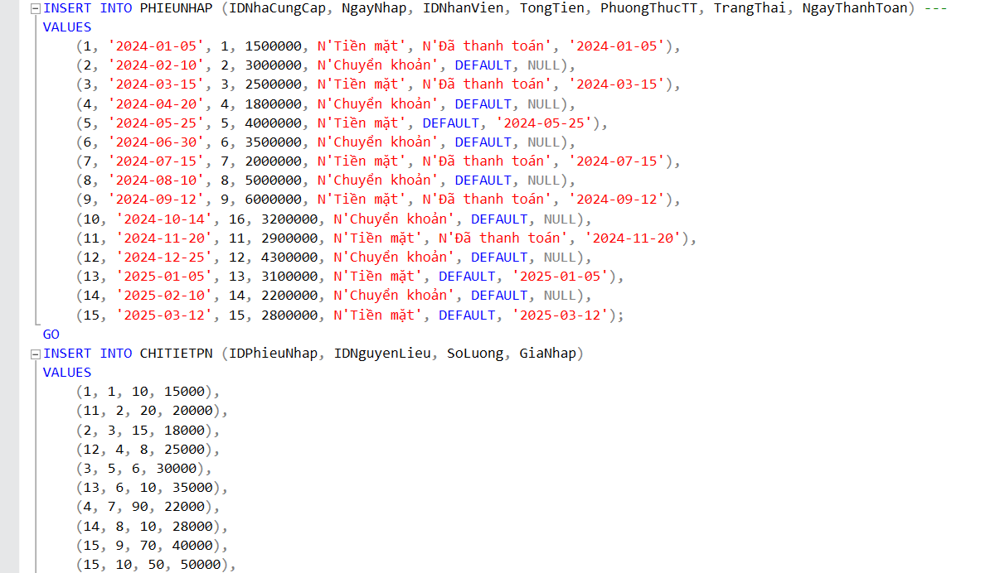 INSERT INTO PHIEUNHAP (IDNhaCungCap, NgayNhap, IDNhanVien, TongTien, PhuongThucTT, TrangThai, NgayThanhToan) ---
VALUES
(1, '2024-01-05', 1, 1500000, N'Tiền mặt', N'Đã thanh toán', '2024-01-05'),
(2, '2024-02-10', 2, 3000000, N'Chuyển khoản', DEFAULT, NULL),
(3, '2024-03-15', 3, 2500000, N'Tiền mặt', N'Đã thanh toán', '2024-03-15'),
(4, '2024-04-20', 4, 1800000, N'Chuyển khoản', DEFAULT, NULL),
(5, '2024-05-25', 5, 4000000, N'Tiền mặt', DEFAULT, '2024-05-25'),
(6, '2024-06-30', 6, 3500000, N'Chuyển khoản', DEFAULT, NULL),
(7, '2024-07-15', 7, 2000000, N'Tiền mặt', N'Đã thanh toán', '2024-07-15'),
(8, '2024-08-10', 8, 5000000, N'Chuyển khoản', DEFAULT, NULL),
(9, '2024-09-12', 9, 6000000, N'Tiền mặt', N'Đã thanh toán', '2024-09-12'),
(10, '2024-10-14', 16, 3200000, N'Chuyển khoản', DEFAULT, NULL),
(11, '2024-11-20', 11, 2900000, N'Tiền mặt', N'Đã thanh toán', '2024-11-20'),
(12, '2024-12-25', 12, 4300000, N'Chuyển khoản', DEFAULT, NULL),
(13, '2025-01-05', 13, 3100000, N'Tiền mặt', DEFAULT, '2025-01-05'),
(14, '2025-02-10', 14, 2200000, N'Chuyển khoản', DEFAULT, NULL),
(15, '2025-03-12', 15, 2800000, N'Tiền mặt', DEFAULT, '2025-03-12');
GO
INSERT INTO CHITIETPN (IDPhieuNhap, IDNguyenLieu, SoLuong, GiaNhap)
VALUES
(1, 1, 10, 15000),
(11, 2, 20, 20000),
(2, 3, 15, 18000),
(12, 4, 8, 25000),
(3, 5, 6, 30000),
(13, 6, 10, 35000),
(4, 7, 90, 22000),
(14, 8, 10, 28000),
(15, 9, 70, 40000),
(15, 10, 50, 50000),